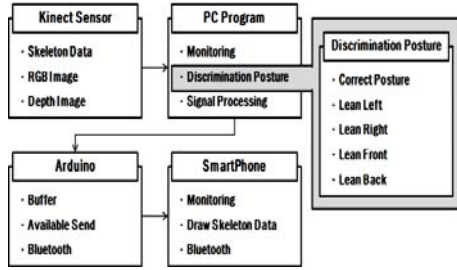 Kinect Sensor
· Skeleton Data
· RGB Image
· Depth Image
PC Program
· Monitoring
· Discrimination Posture
· Signal Processing
Discrimination Posture
· Correct Posture
· Lean Left
· Lean Right
· Lean Front
· Lean Back
Arduino
· Buffer
· Available Send
· Bluetooth
SmartPhone
· Monitoring
· Draw Skeleton Data
· Bluetooth